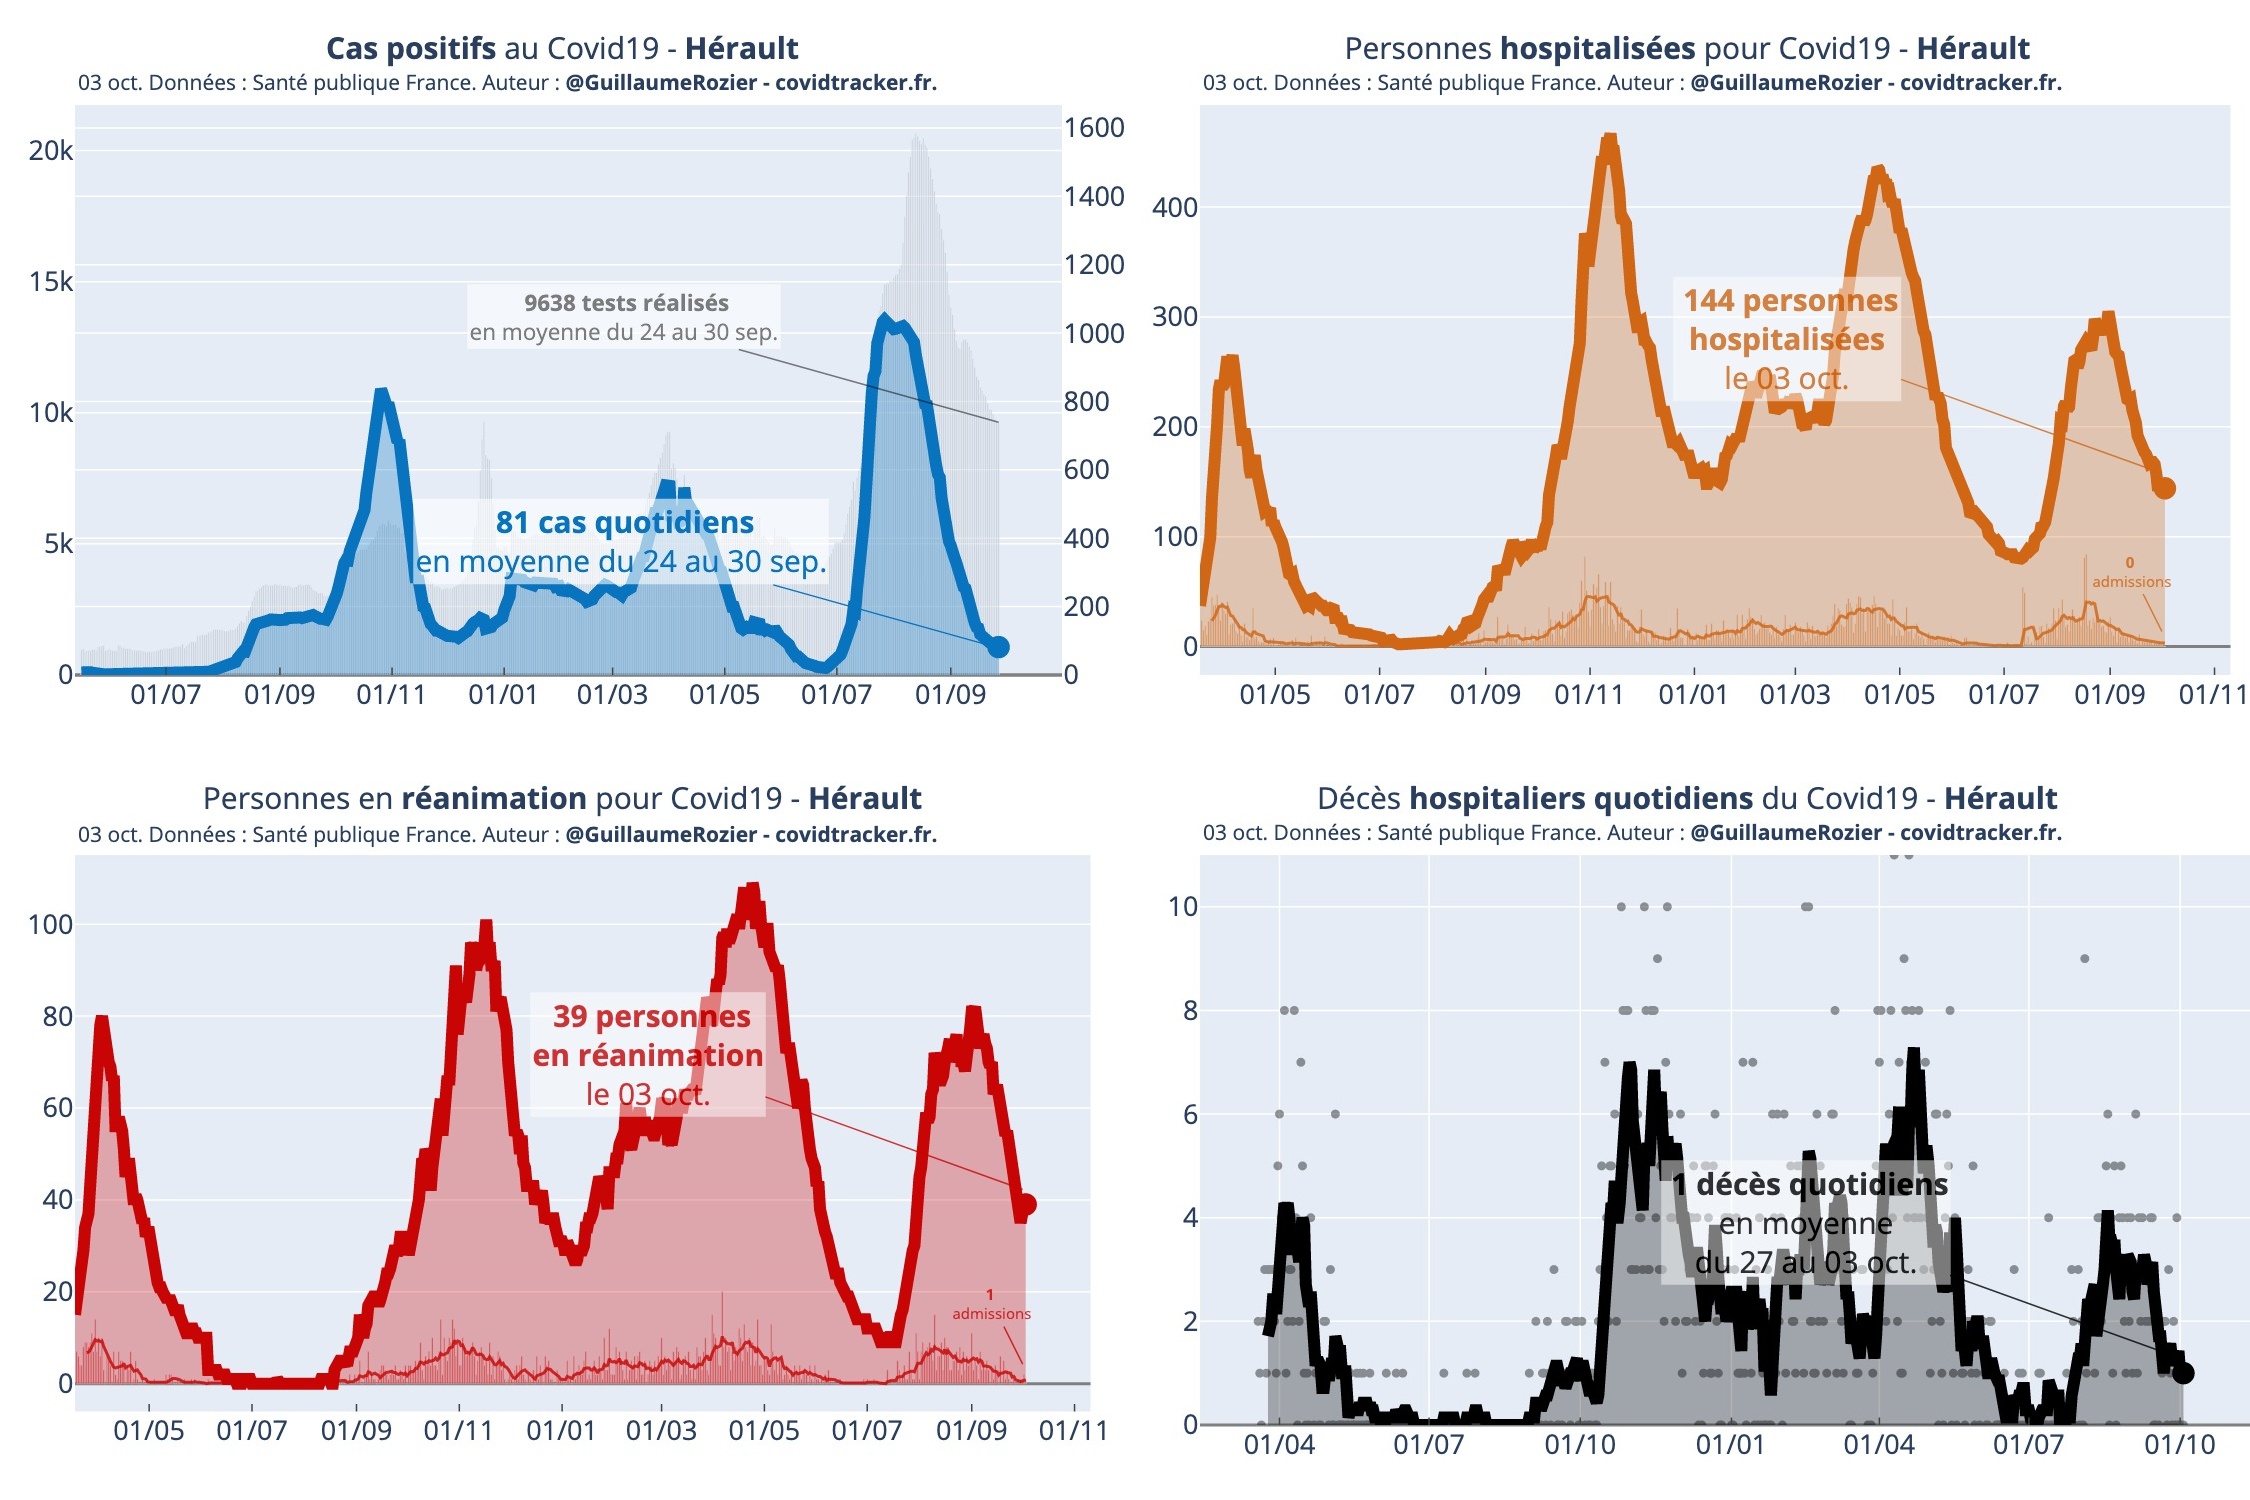 Cas positifs au Covid19 - Hérault
03 oct. Données : Santé publique France. Auteur : @GuillaumeRozier - covidtracker.fr.
20k
15k
10k
5k
0
1600
1400
1200
1000
800
600
400
200
0
9638 tests réalisés
en moyenne du 24 au 30 sep.
81 cas quotidiens
en moyenne du 24 au 30 sep.
01/07 01/09 01/11 01/01 01/03 01/05 01/07 01/09
Personnes hospitalisées pour Covid19 - Hérault
03 oct. Données : Santé publique France. Auteur : @GuillaumeRozier - covidtracker.fr.
400
300
200
100
0
144 personnes
hospitalisées
le 03 oct.
0
admissions
01/05 01/07 01/09 01/11 01/01 01/03 01/05 01/07 01/09 01/11
Personnes en réanimation pour Covid19 - Hérault
03 oct. Données : Santé publique France. Auteur : @GuillaumeRozier - covidtracker.fr.
100
80
60
40
20
0
39 personnes
en réanimation
le 03 oct.
1
admissions
01/05 01/07 01/09 01/11 01/01 01/03 01/05 01/07 01/09 01/11
Décès hospitaliers quotidiens du Covid19 - Hérault
03 oct. Données : Santé publique France. Auteur : @GuillaumeRozier - covidtracker.fr.
10
8
6
4
2
0
1 décès quotidiens
en moyenne
du 27 au 03 oct.
01/04 01/07 01/10 01/01 01/04 01/07 01/10